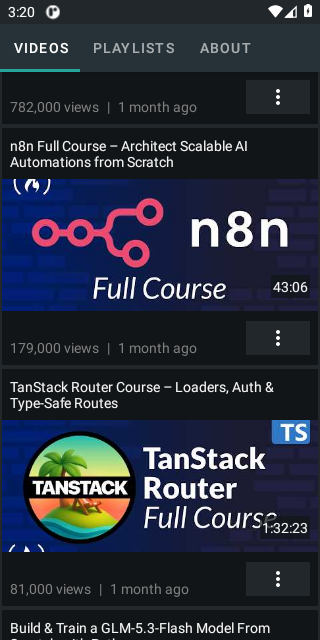 3:20
VIDEOS PLAYLISTS ABOUT
782,000 views | 1 month ago
n8n Full Course – Architect Scalable AI
Automations from Scratch
n8n
Full Course
43:06
179,000 views | 1 month ago
TanStack Router Course – Loaders, Auth &
Type-Safe Routes
TS
TANSTACK
TanStack
Router
Full Course
1:32:23
81,000 views | 1 month ago
Build & Train a GLM-5.3-Flash Model From